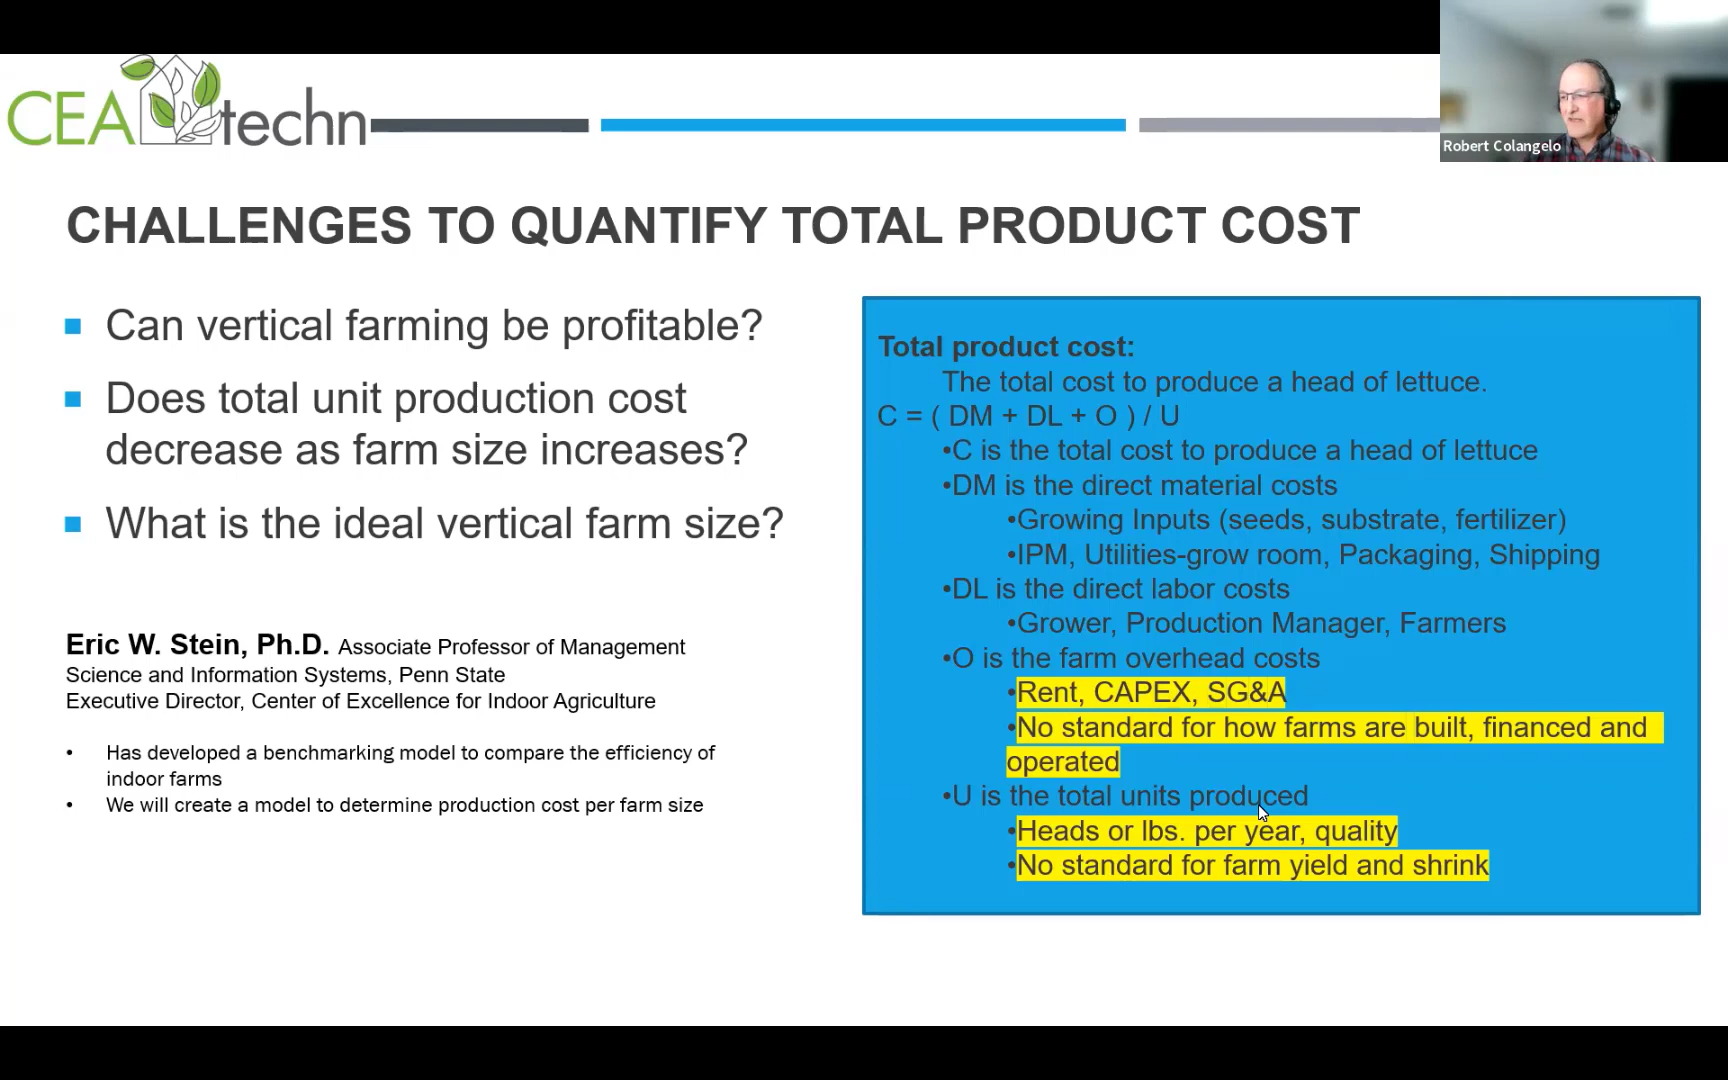 CEA techn
Robert Colangelo
CHALLENGES TO QUANTIFY TOTAL PRODUCT COST
Can vertical farming be profitable?
Does total unit production cost
decrease as farm size increases?
What is the ideal vertical farm size?
Eric W. Stein, Ph.D. Associate Professor of Management
Science and Information Systems, Penn State
Executive Director, Center of Excellence for Indoor Agriculture
• Has developed a benchmarking model to compare the efficiency of
indoor farms
• We will create a model to determine production cost per farm size
Total product cost:
The total cost to produce a head of lettuce.
C = ( DM + DL + O ) / U
•C is the total cost to produce a head of lettuce
•DM is the direct material costs
•Growing Inputs (seeds, substrate, fertilizer)
•IPM, Utilities-grow room, Packaging, Shipping
•DL is the direct labor costs
•Grower, Production Manager, Farmers
•O is the farm overhead costs
•Rent, CAPEX, SG&A
•No standard for how farms are built, financed and
operated
•U is the total units produced
•Heads or lbs. per year, quality
•No standard for farm yield and shrink